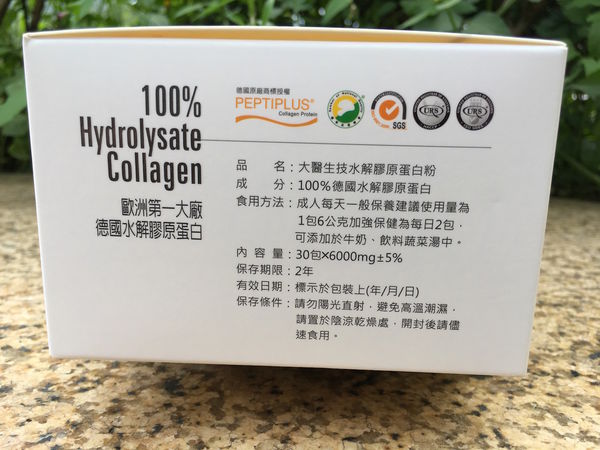 100%
Hydrolysate
Collagen
歐洲第一大廠
德國水解膠原蛋白
德國原廠商標授權
PEPTIPLUS®
Collagen Protein
SGS
URS
URS
品　　名：大醫生技水解膠原蛋白粉
成　　分：100%德國水解膠原蛋白
食用方法：成人每天一般保養建議使用量為
1包6公克加強保健為每日2包，
可添加於牛奶、飲料蔬菜湯中。
內 容 量：30包×6000mg±5%
保存期限：2年
有效日期：標示於包裝上(年/月/日)
保存條件：請勿陽光直射，避免高溫潮濕，
請置於陰涼乾燥處，開封後請儘
速食用。